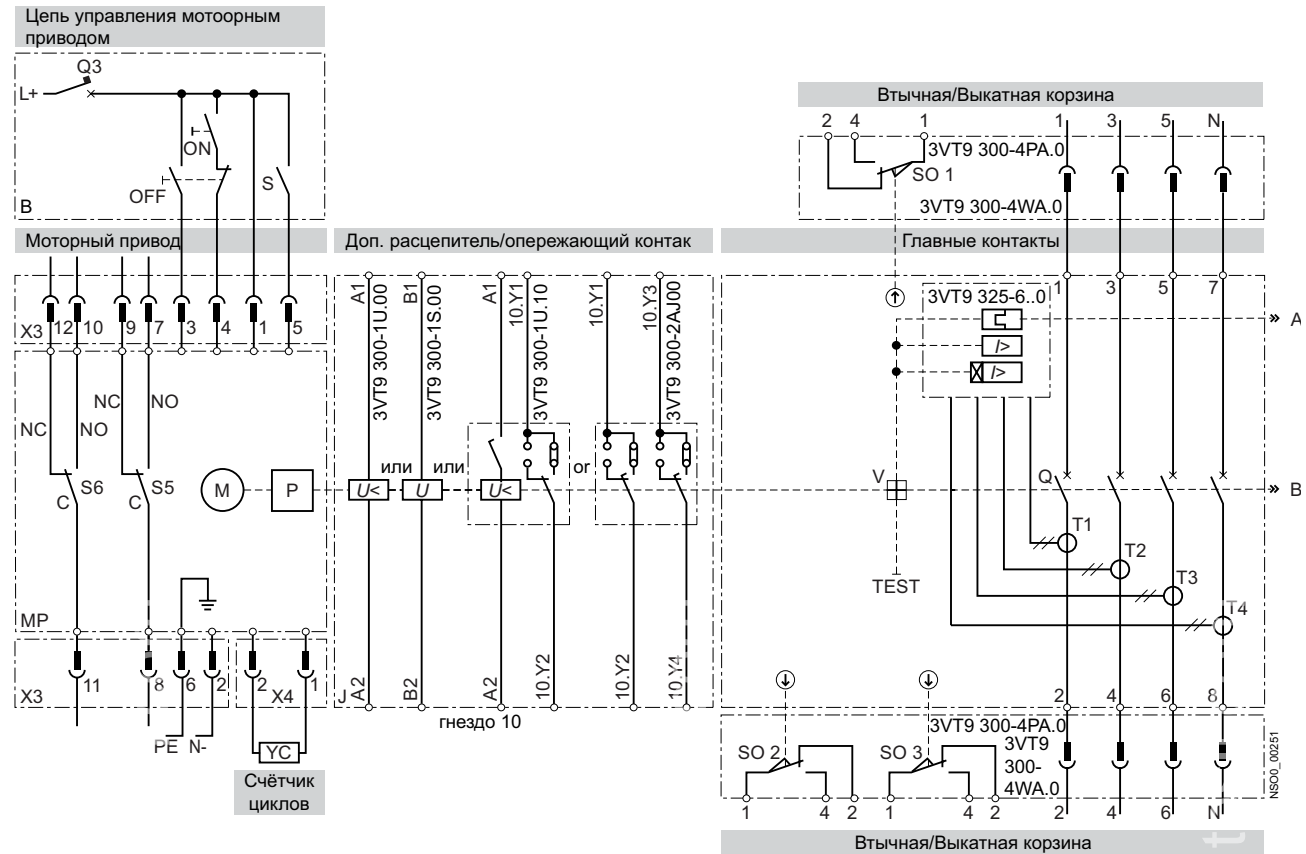 Цепь управления мотоорным
приводом
Q3
L+
ON
OFF
S
B
Втычная/Выкатная корзина
2 4 1 1 3 5 N
3VT9 300-4PA.0
SO 1
3VT9 300-4WA.0
Моторный привод
Доп. расцепитель/опережающий контак
Главные контакты
X3 12 10 9 7 3 4 1 5
A1
3VT9 300-1U.00
B1
3VT9 300-1S.00
A1
10.Y1
3VT9 300-1U.10
10.Y1
10.Y3
3VT9 300-2AJ00
1 3 5 7
3VT9 325-6..0
I>
I>
A
NC NO
NC NO
C S6
C S5
M
P
U<
или
U
или
U<
or
V
Q
B
T1
T2
T3
T4
TEST
MP
X3 11 8 6 2
X4 2 1
PE N-
YC
Счётчик
циклов
J
A2
B2
A2
10.Y2
10.Y2
10.Y4
гнездо 10
2 4 6 8
3VT9 300-4PA.0
3VT9
300-
4WA.0
SO 2
SO 3
1 4 2 1 4 2 2 4 6 N
NSO0_00251
Втычная/Выкатная корзина